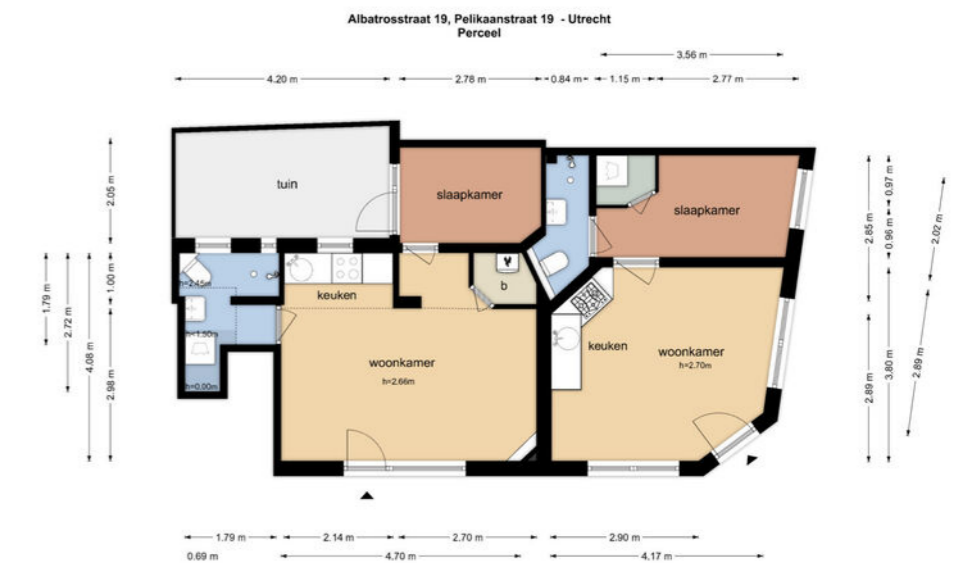 Albatrosstraat 19, Pelikaanstraat 19 - Utrecht
Perceel
3.56 m
4.20 m
2.78 m
0.84 m
1.15 m
2.77 m
2.05 m
1.00 m
1.79 m
2.72 m
4.08 m
2.98 m
tuin
slaapkamer
slaapkamer
h=2.45m
keuken
b
h=1.50m
h=0.00m
woonkamer
h=2.66m
keuken
woonkamer
h=2.70m
0.97 m
0.96 m
2.85 m
2.02 m
2.89 m
3.80 m
2.89 m
1.79 m
2.14 m
2.70 m
2.90 m
0.69 m
4.70 m
4.17 m